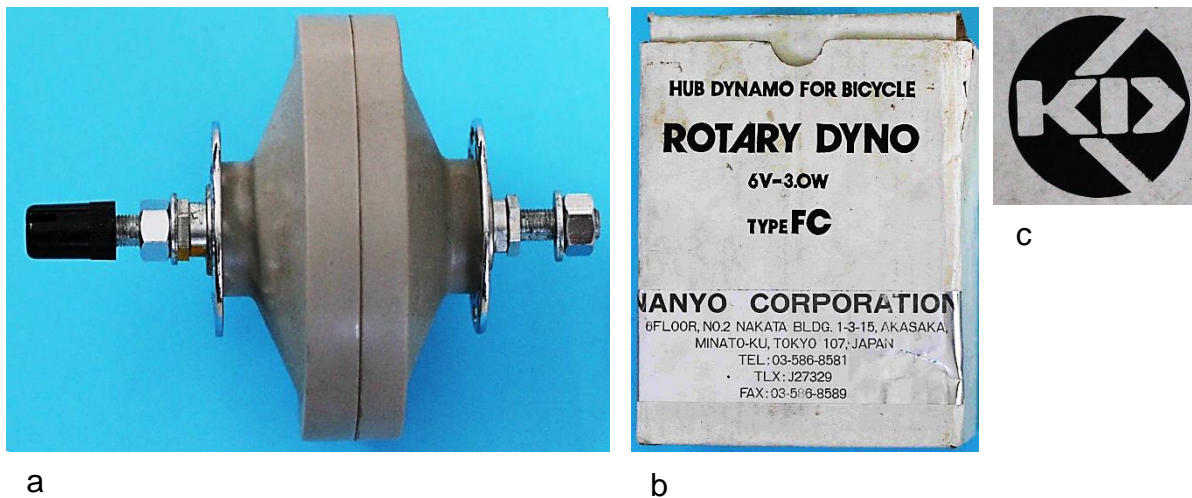 HUB DYNAMO FOR BICYCLE
ROTARY DYNO
6V-3.0W
TYPE FC
NANYO CORPORATION
6FLOOR, NO.2 NAKATA BLDG. 1-3-15, AKASAKA,
MINATO-KU, TOKYO 107, JAPAN
TEL: 03-586-8581
TLX: J27329
FAX: 03-586-8589
KD
a
b
c